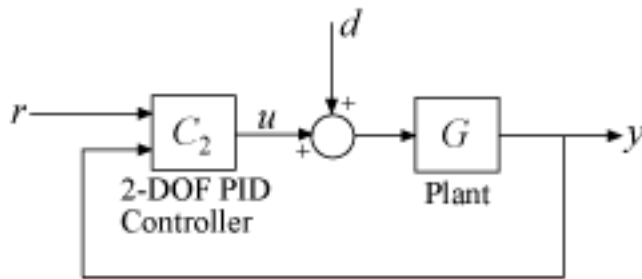 d
+
r
C2
u
+
G
y
2-DOF PID
Controller
Plant